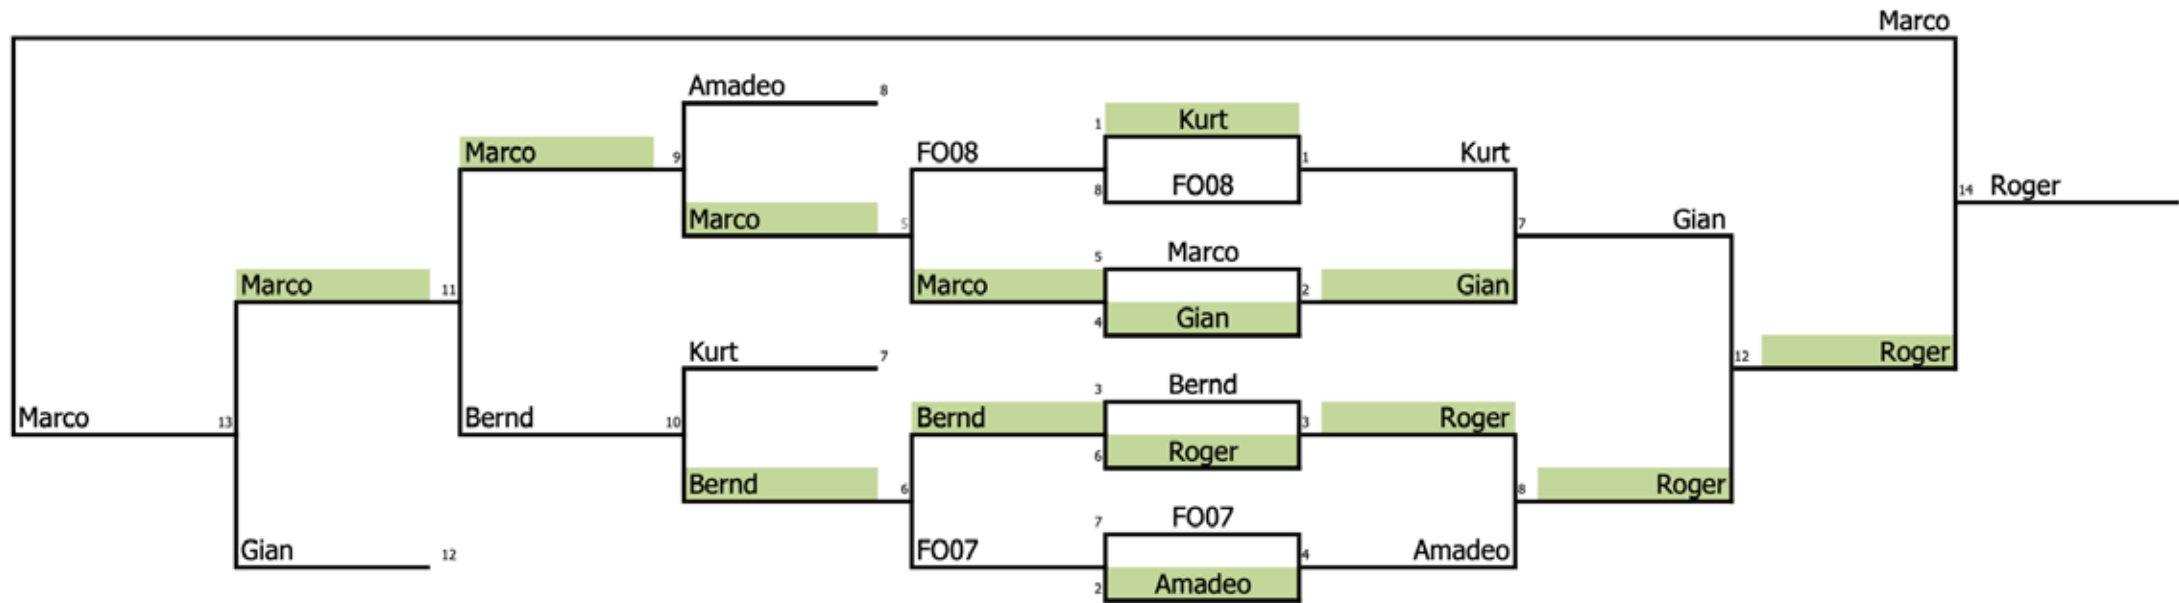 Marco
Amadeo 8
1 Kurt
Marco 9 FO08 1 Kurt
8 FO08 14 Roger
Marco 5 5 Marco 7 Gian
Marco 11 Marco 2 Gian
4 Gian
Kurt 7 12 Roger
3 Bernd
Marco 13 Bernd 10 Bernd 3 Roger
6 Roger
Bernd 6 8 Roger
7 FO07
Gian 12 FO07 4 Amadeo
2 Amadeo